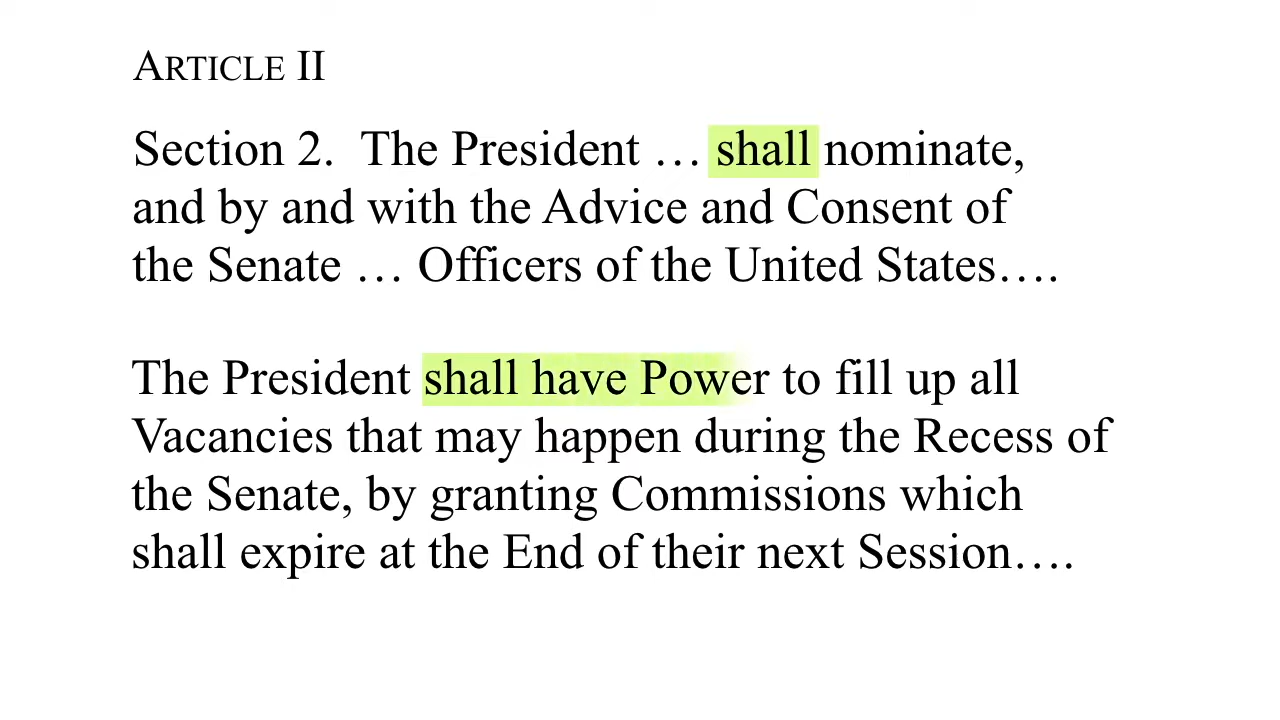 ARTICLE II
Section 2.  The President … shall nominate,
and by and with the Advice and Consent of
the Senate … Officers of the United States….
The President shall have Power to fill up all
Vacancies that may happen during the Recess of
the Senate, by granting Commissions which
shall expire at the End of their next Session….